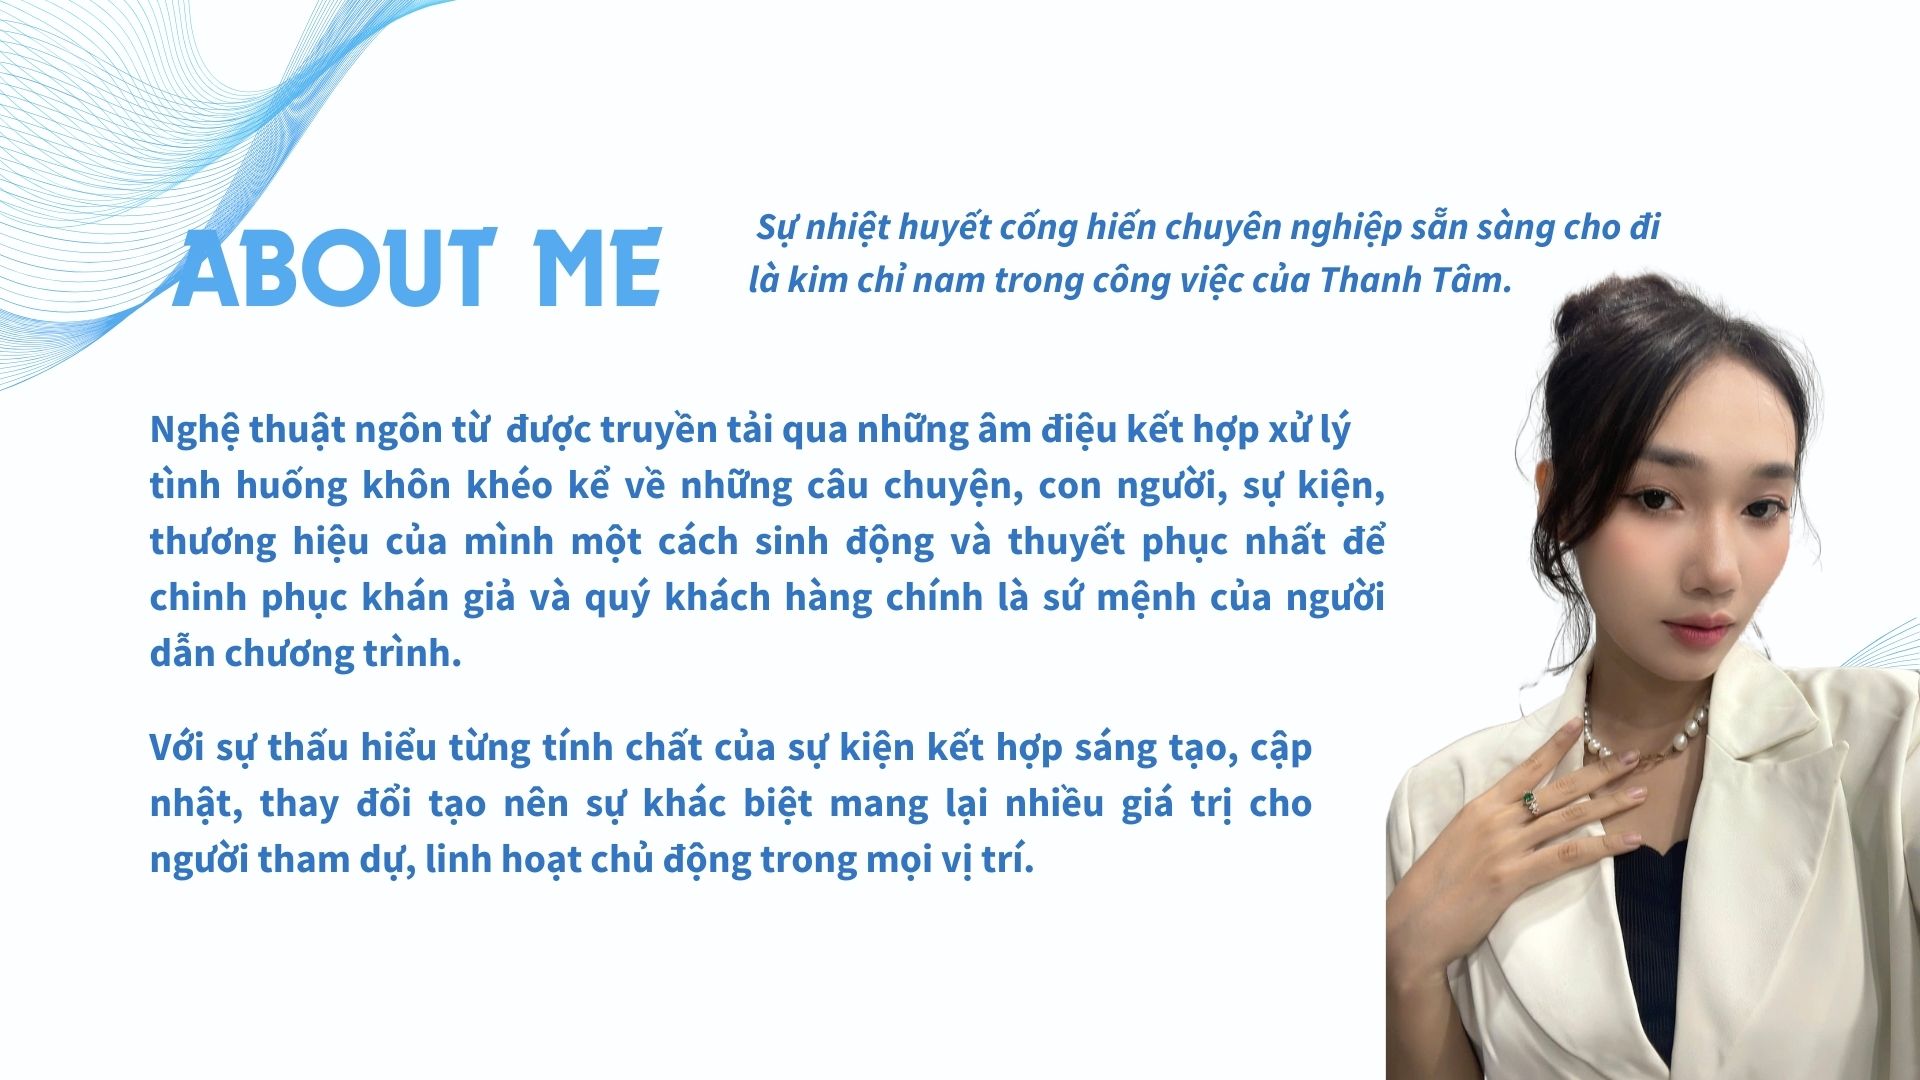 ABOUT ME
Sự nhiệt huyết cống hiến chuyên nghiệp sẵn sàng cho đi
là kim chỉ nam trong công việc của Thanh Tâm.
Nghệ thuật ngôn từ được truyền tải qua những âm điệu kết hợp xử lý
tình huống khôn khéo kể về những câu chuyện, con người, sự kiện,
thương hiệu của mình một cách sinh động và thuyết phục nhất để
chinh phục khán giả và quý khách hàng chính là sứ mệnh của người
dẫn chương trình.
Với sự thấu hiểu từng tính chất của sự kiện kết hợp sáng tạo, cập
nhật, thay đổi tạo nên sự khác biệt mang lại nhiều giá trị cho
người tham dự, linh hoạt chủ động trong mọi vị trí.